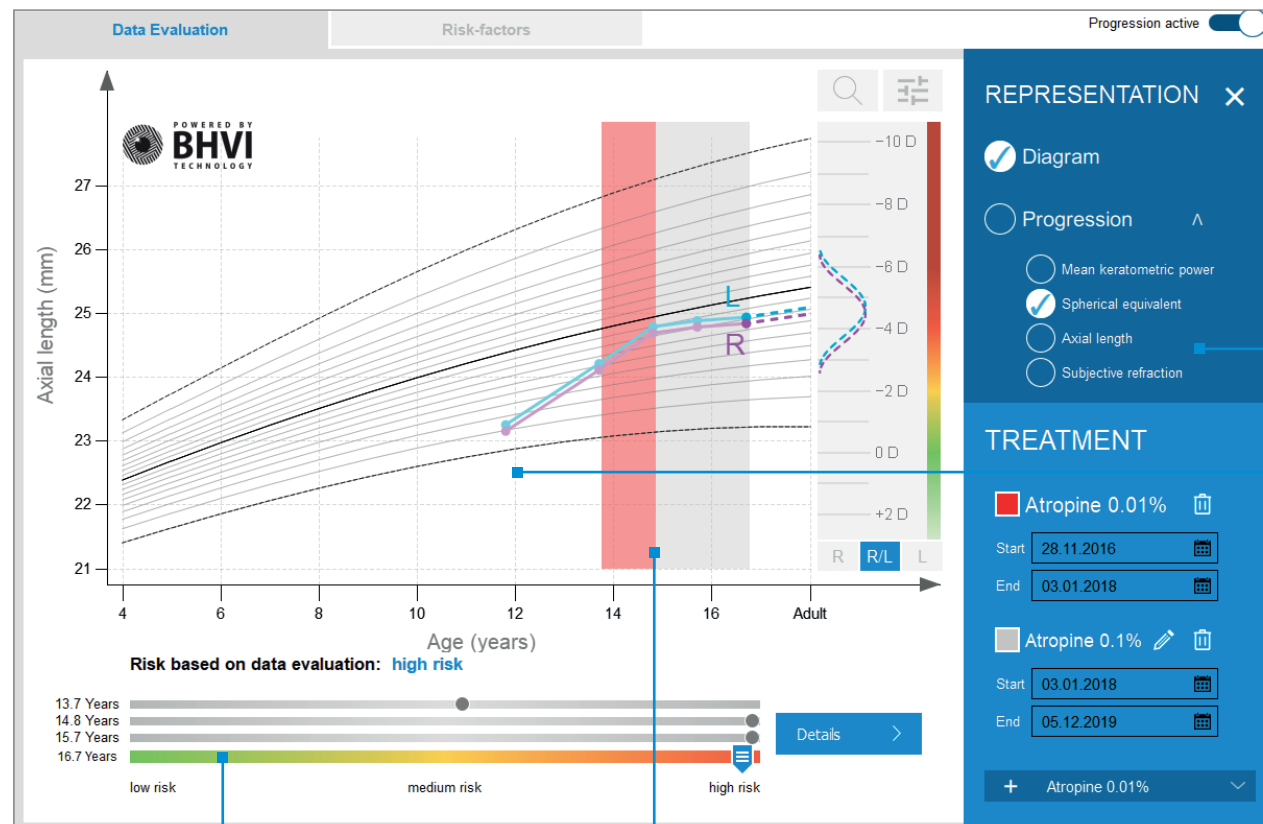 Data Evaluation
Risk-factors
Progression active
POWERED BY
BHVI
TECHNOLOGY
Axial length (mm)
27
26
25
24
23
22
21
4
6
8
10
12
14
16
Adult
Age (years)
L
R
−10 D
−8 D
−6 D
−4 D
−2 D
0 D
+2 D
R
R/L
L
Risk based on data evaluation: high risk
13.7 Years
14.8 Years
15.7 Years
16.7 Years
low risk
medium risk
high risk
Details
REPRESENTATION
Diagram
Progression
Mean keratometric power
Spherical equivalent
Axial length
Subjective refraction
TREATMENT
Atropine 0.01%
Start 28.11.2016
End 03.01.2018
Atropine 0.1%
Start 03.01.2018
End 05.12.2019
+ Atropine 0.01%